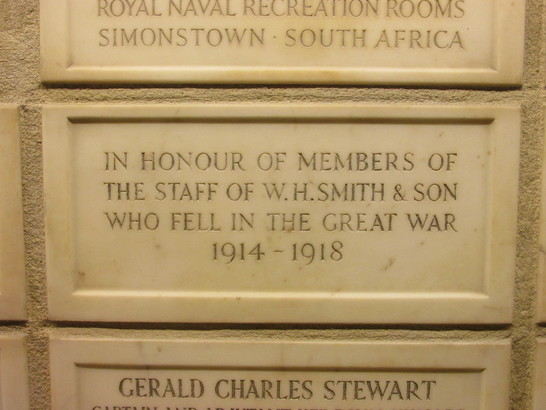 ROYAL NAVAL RECREATION ROOMS
SIMONSTOWN · SOUTH AFRICA
IN HONOUR OF MEMBERS OF
THE STAFF OF W.H.SMITH & SON
WHO FELL IN THE GREAT WAR
1914-1918
GERALD CHARLES STEWART